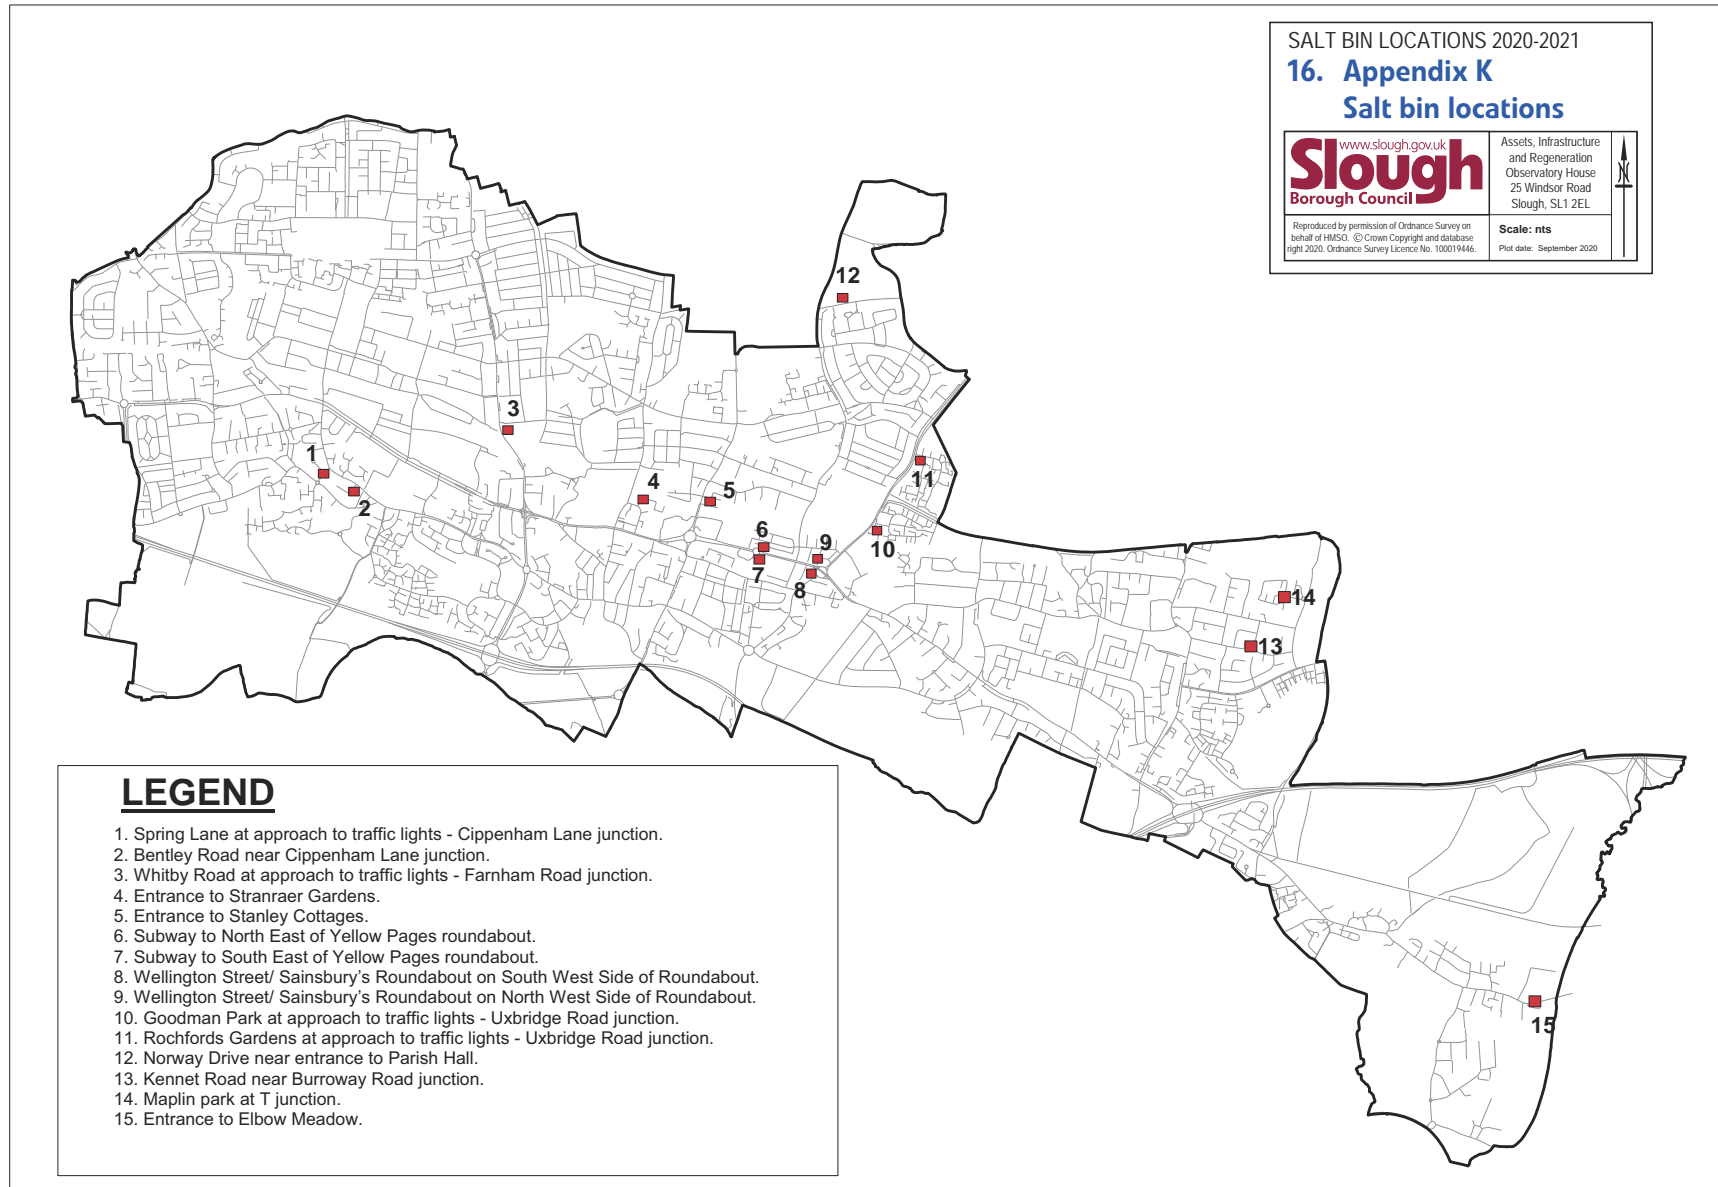 SALT BIN LOCATIONS 2020-2021
16. Appendix K
Salt bin locations
www.slough.gov.uk
Slough
Borough Council
Assets, Infrastructure
and Regeneration
Observatory House
25 Windsor Road
Slough, SL1 2EL
N
Reproduced by permission of Ordnance Survey on
behalf of HMSO. © Crown Copyright and database
right 2020. Ordnance Survey Licence No. 100019446.
Scale: nts
Plot date: September 2020
12
3
1
2
4
5
11
6
7
9
8
10
14
13
15
LEGEND
1. Spring Lane at approach to traffic lights - Cippenham Lane junction.
2. Bentley Road near Cippenham Lane junction.
3. Whitby Road at approach to traffic lights - Farnham Road junction.
4. Entrance to Stranraer Gardens.
5. Entrance to Stanley Cottages.
6. Subway to North East of Yellow Pages roundabout.
7. Subway to South East of Yellow Pages roundabout.
8. Wellington Street/ Sainsbury's Roundabout on South West Side of Roundabout.
9. Wellington Street/ Sainsbury's Roundabout on North West Side of Roundabout.
10. Goodman Park at approach to traffic lights - Uxbridge Road junction.
11. Rochfords Gardens at approach to traffic lights - Uxbridge Road junction.
12. Norway Drive near entrance to Parish Hall.
13. Kennet Road near Burroway Road junction.
14. Maplin park at T junction.
15. Entrance to Elbow Meadow.